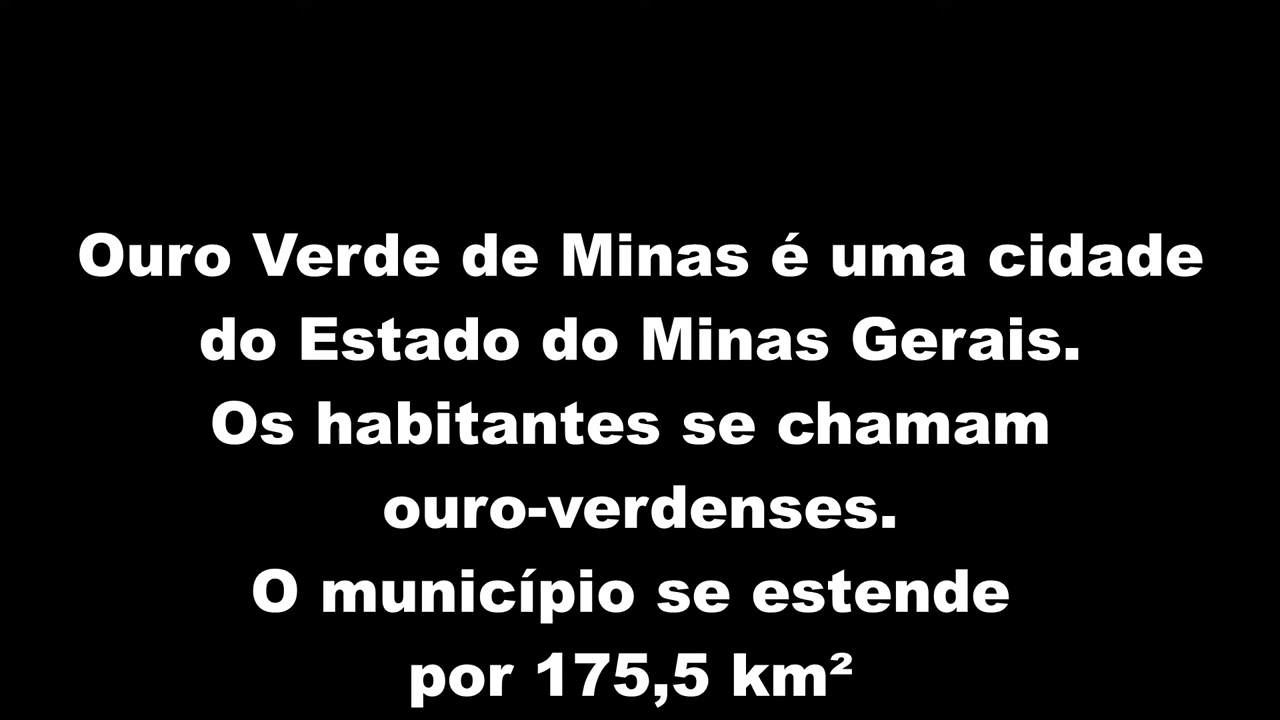 Ouro Verde de Minas é uma cidade
do Estado do Minas Gerais.
Os habitantes se chamam
ouro-verdenses.
O município se estende
por 175,5 km²